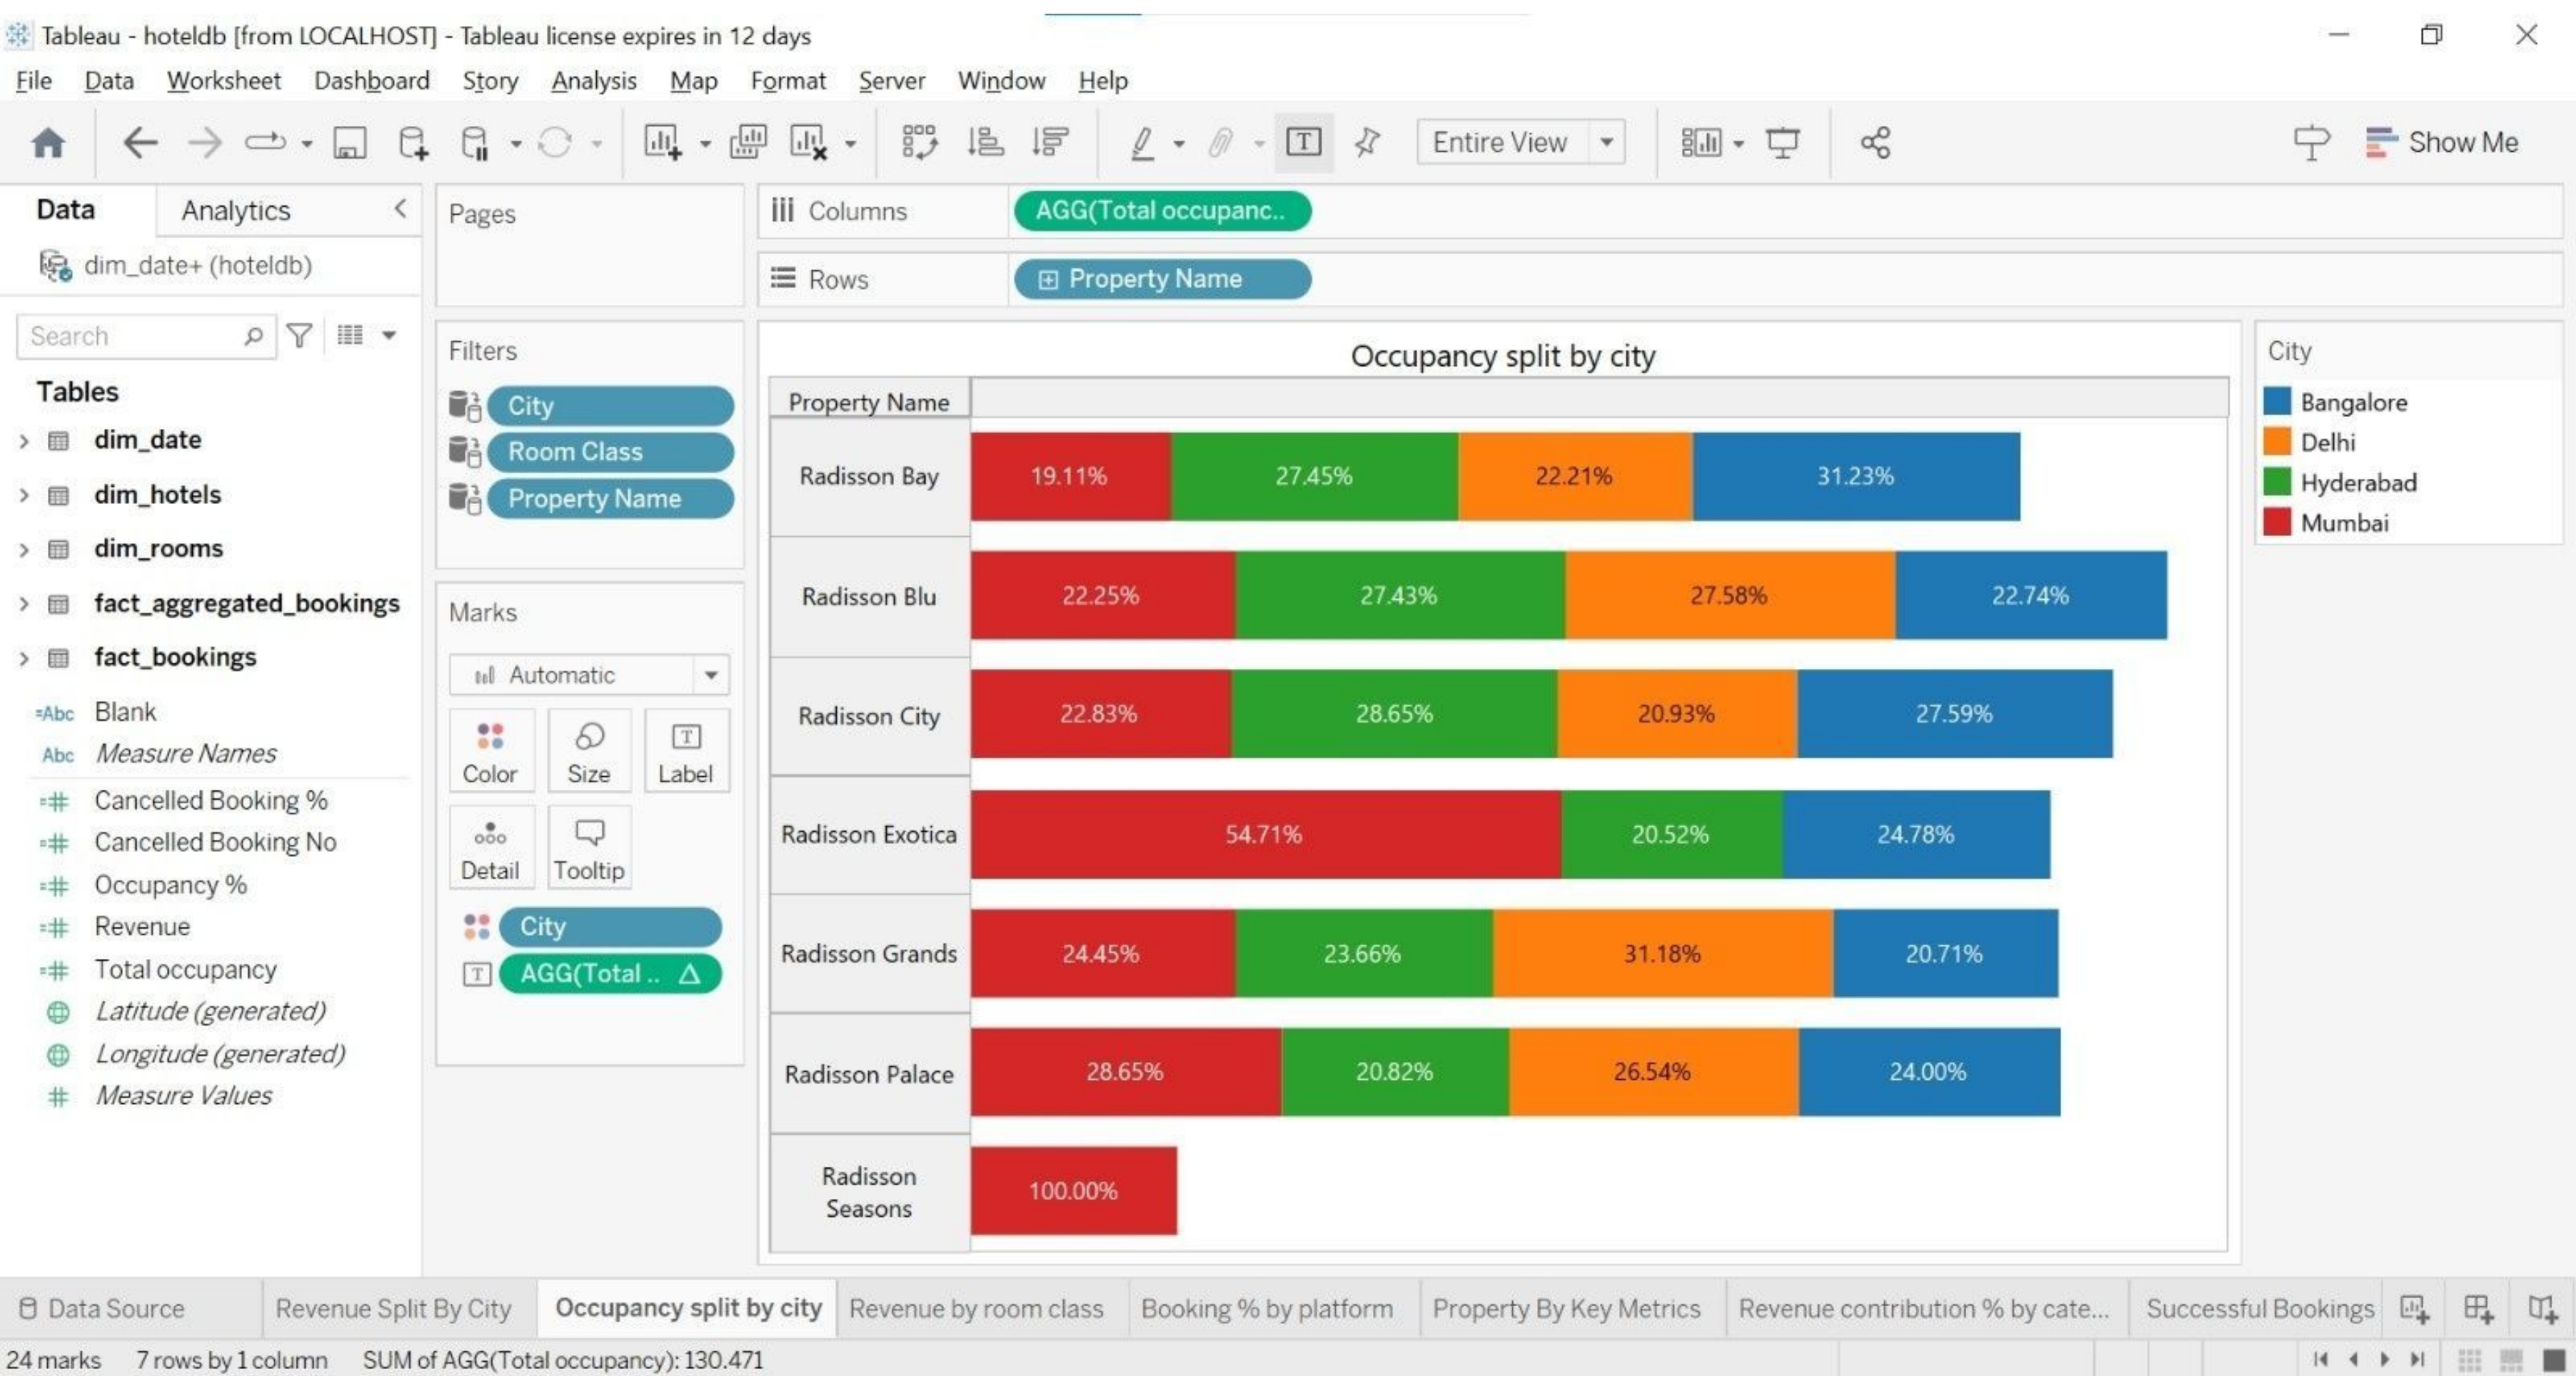 Tableau - hoteldb [from LOCALHOST] - Tableau license expires in 12 days
File Data Worksheet Dashboard Story Analysis Map Format Server Window Help
Entire View
Show Me
Data Analytics
dim_date+ (hoteldb)
Search
Tables
dim_date
dim_hotels
dim_rooms
fact_aggregated_bookings
fact_bookings
=Abc Blank
Abc Measure Names
=# Cancelled Booking %
=# Cancelled Booking No
=# Occupancy %
=# Revenue
=# Total occupancy
Latitude (generated)
Longitude (generated)
# Measure Values
Pages
Filters
City
Room Class
Property Name
Marks
Automatic
Color Size T Label
Detail Tooltip
City
T AGG(Total .. Δ
Columns AGG(Total occupanc..
Rows Property Name
Occupancy split by city
Property Name
Radisson Bay 19.11% 27.45% 22.21% 31.23%
Radisson Blu 22.25% 27.43% 27.58% 22.74%
Radisson City 22.83% 28.65% 20.93% 27.59%
Radisson Exotica 54.71% 20.52% 24.78%
Radisson Grands 24.45% 23.66% 31.18% 20.71%
Radisson Palace 28.65% 20.82% 26.54% 24.00%
Radisson
Seasons
100.00%
City
Bangalore
Delhi
Hyderabad
Mumbai
Data Source Revenue Split By City Occupancy split by city Revenue by room class Booking % by platform Property By Key Metrics Revenue contribution % by cate... Successful Bookings
24 marks 7 rows by 1 column SUM of AGG(Total occupancy): 130.471